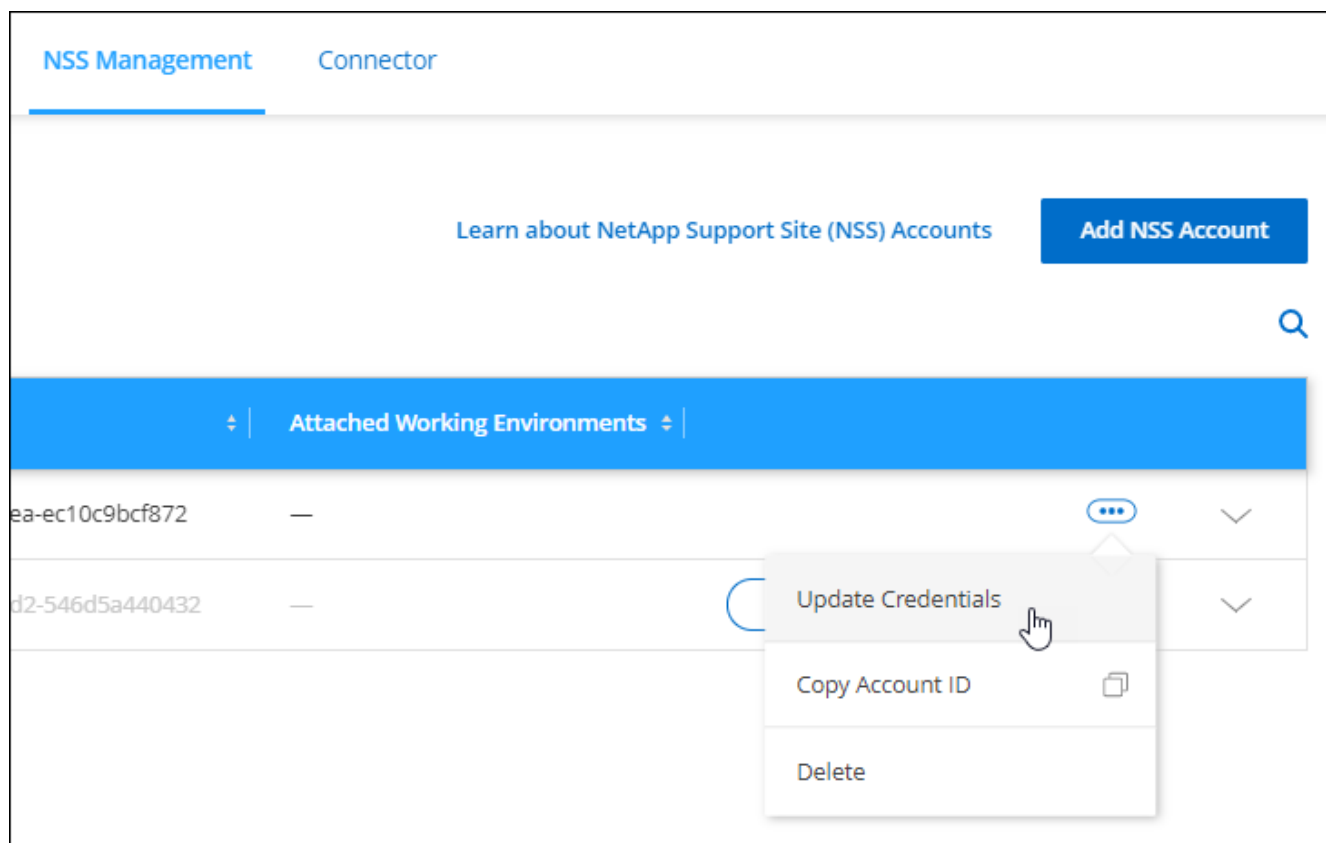 NSS Management Connector
Learn about NetApp Support Site (NSS) Accounts Add NSS Account
Attached Working Environments
ea-ec10c9bcf872 —
d2-546d5a440432 —
Update Credentials
Copy Account ID
Delete